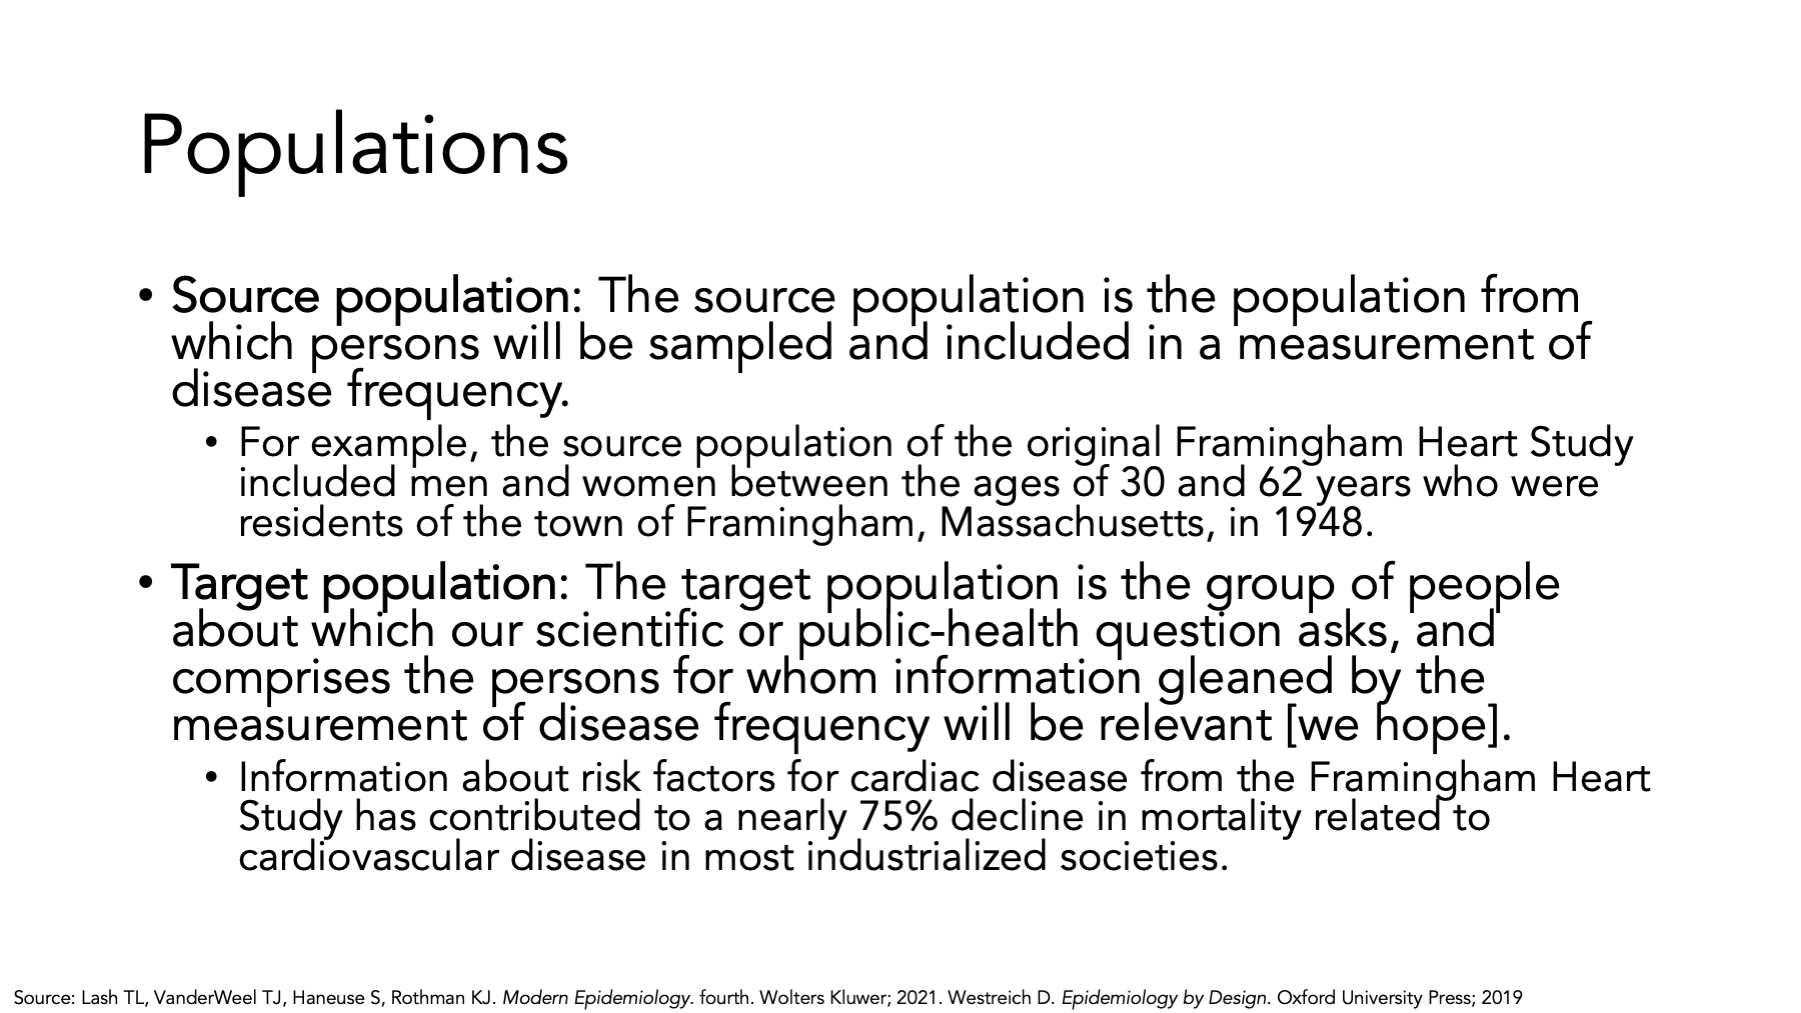 Populations
• Source population: The source population is the population from
which persons will be sampled and included in a measurement of
disease frequency.
• For example, the source population of the original Framingham Heart Study
included men and women between the ages of 30 and 62 years who were
residents of the town of Framingham, Massachusetts, in 1948.
• Target population: The target population is the group of people
about which our scientific or public-health question asks, and
comprises the persons for whom information gleaned by the
measurement of disease frequency will be relevant [we hope].
• Information about risk factors for cardiac disease from the Framingham Heart
Study has contributed to a nearly 75% decline in mortality related to
cardiovascular disease in most industrialized societies.
Source: Lash TL, VanderWeel TJ, Haneuse S, Rothman KJ. Modern Epidemiology. fourth. Wolters Kluwer; 2021. Westreich D. Epidemiology by Design. Oxford University Press; 2019